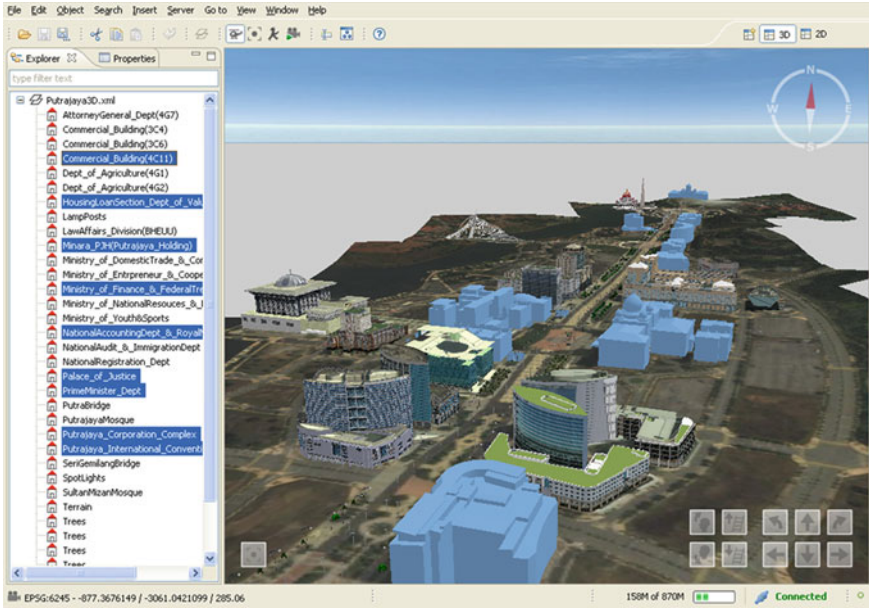 File Edit Object Search Insert Server Go to View Window Help
3D 2D
Explorer Properties
type filter text
Putrajaya3D.xml
AttorneyGeneral_Dept(4G7)
Commercial_Building(3C4)
Commercial_Building(3C6)
Commercial_Building(4C11)
Dept_of_Agriculture(4G1)
Dept_of_Agriculture(4G2)
HousingLoanSection_Dept_of_Valu
LampPosts
LawAffairs_Division(BHEUU)
Minara_PJH(Putrajaya_Holding)
Ministry_of_DomesticTrade_&_Con
Ministry_of_Entrpreneur_&_Coope
Ministry_of_Finance_&_FederalTre
Ministry_of_NationalResouces_&_
Ministry_of_Youth&Sports
NationalAccountingDept_&_RoyalM
NationalAudit_&_ImmigrationDept
NationalRegistration_Dept
Palace_of_Justice
PrimeMinister_Dept
PutraBridge
PutrajayaMosque
Putrajaya_Corporation_Complex
Putrajaya_International_Conventi
SeriGemilangBridge
SpotLights
SultanMizanMosque
Terrain
Trees
Trees
Trees
Trees
N
W E
S
EPSG:6245 - -877.3676149 / -3061.0421099 / 285.06
158M of 870M Connected